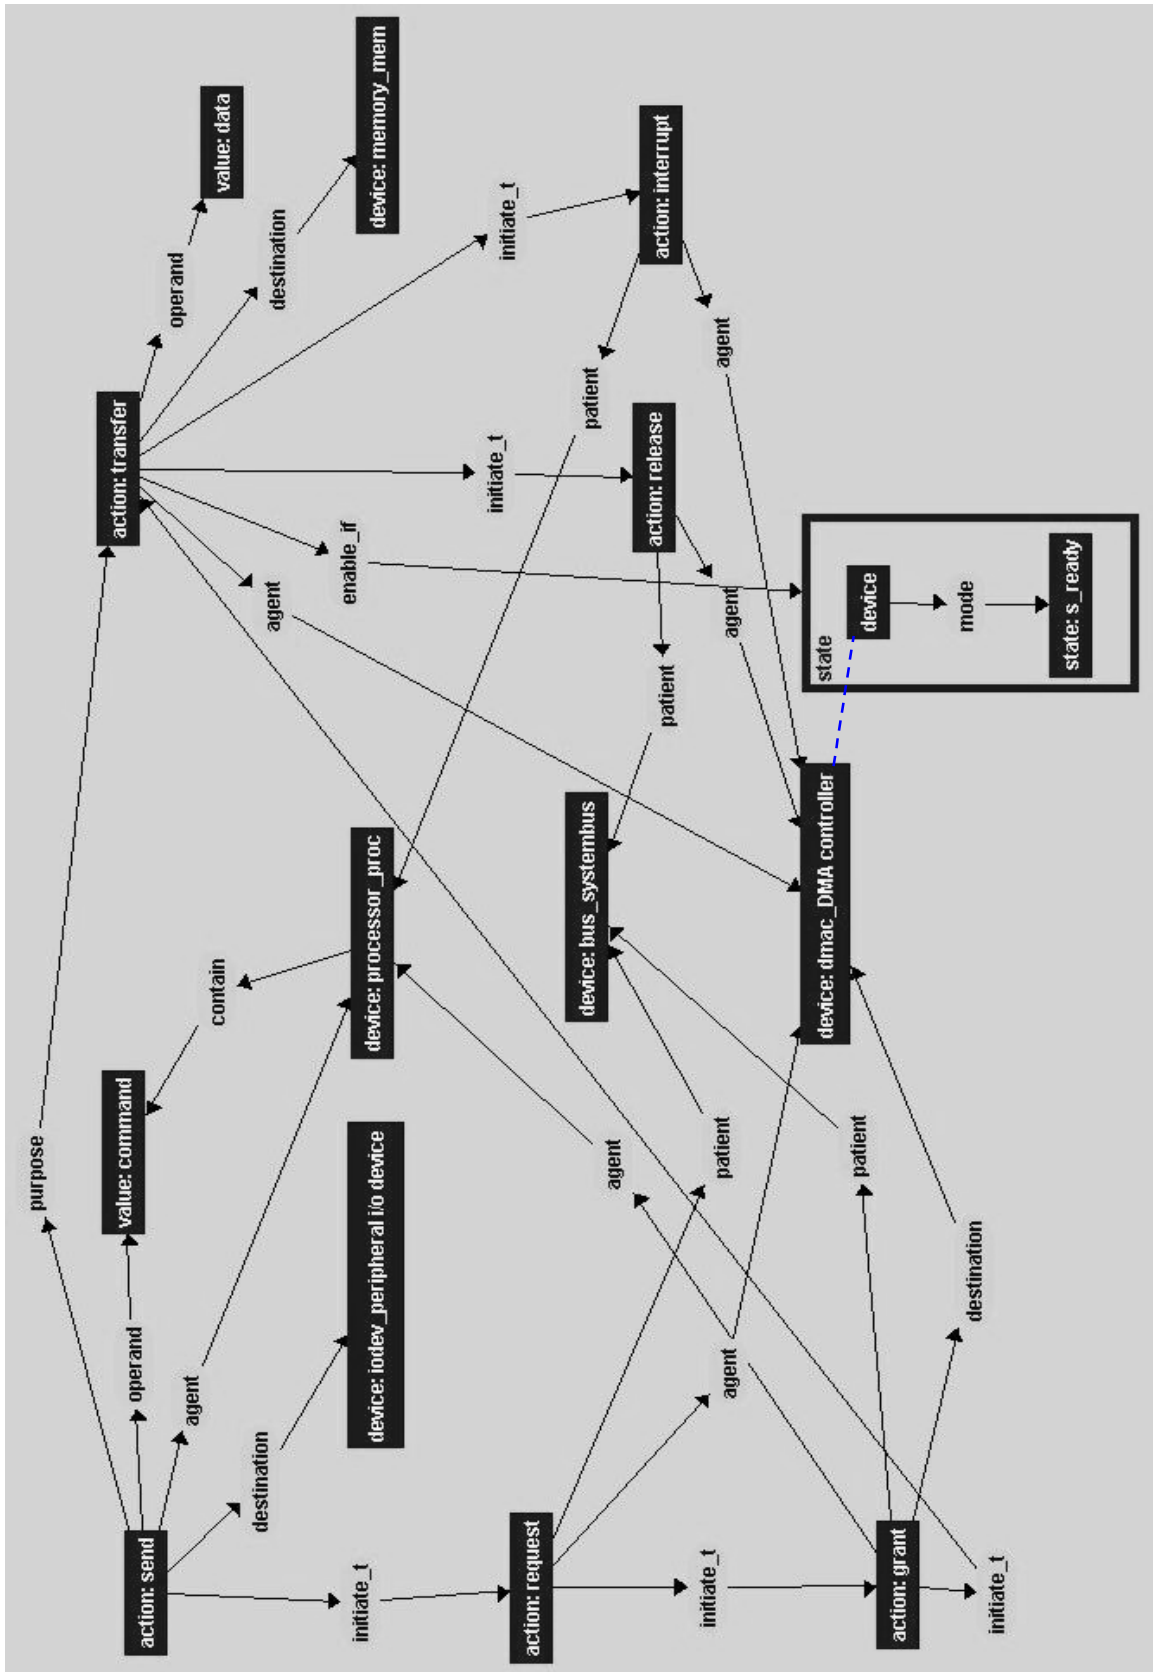 action: send
operand
value: command
purpose
action: transfer
operand
value: data
agent
contain
destination
device: memory_mem
destination
device: iodev_peripheral i/o device
device: processor_proc
agent
enable_if
initiate_t
initiate_t
initiate_t
action: request
agent
patient
device: bus_systembus
patient
initiate_t
action: release
patient
action: interrupt
agent
agent
agent
patient
device: dmac_DMA controller
initiate_t
action: grant
patient
destination
initiate_t
state
device
mode
state: s_ready